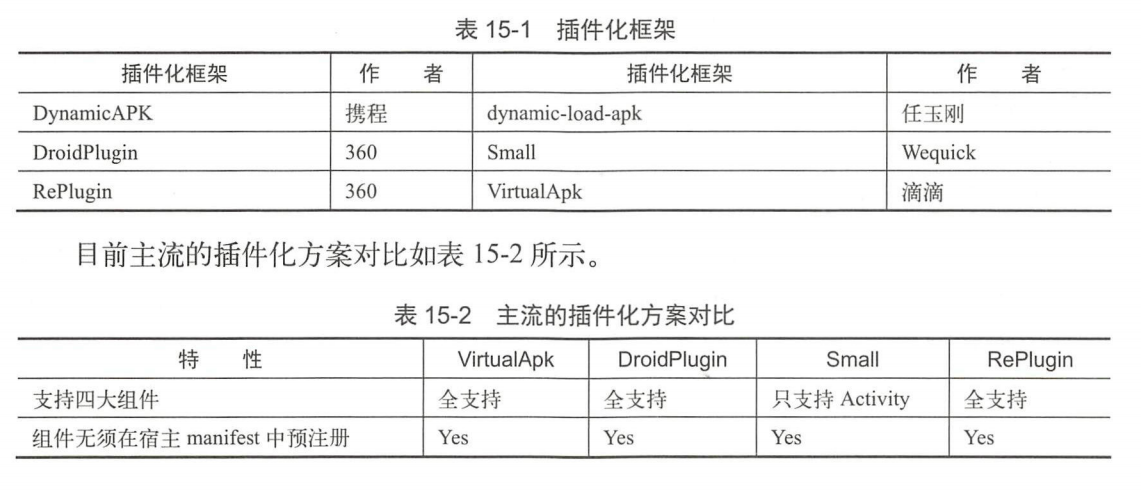 表 15-1 插件化框架
插件化框架 作 者 插件化框架 作 者
DynamicAPK 携程 dynamic-load-apk 任玉刚
DroidPlugin 360 Small Wequick
RePlugin 360 VirtualApk 滴滴
目前主流的插件化方案对比如表 15-2 所示。
表 15-2 主流的插件化方案对比
特 性 VirtualApk DroidPlugin Small RePlugin
支持四大组件 全支持 全支持 只支持 Activity 全支持
组件无须在宿主 manifest 中预注册 Yes Yes Yes Yes